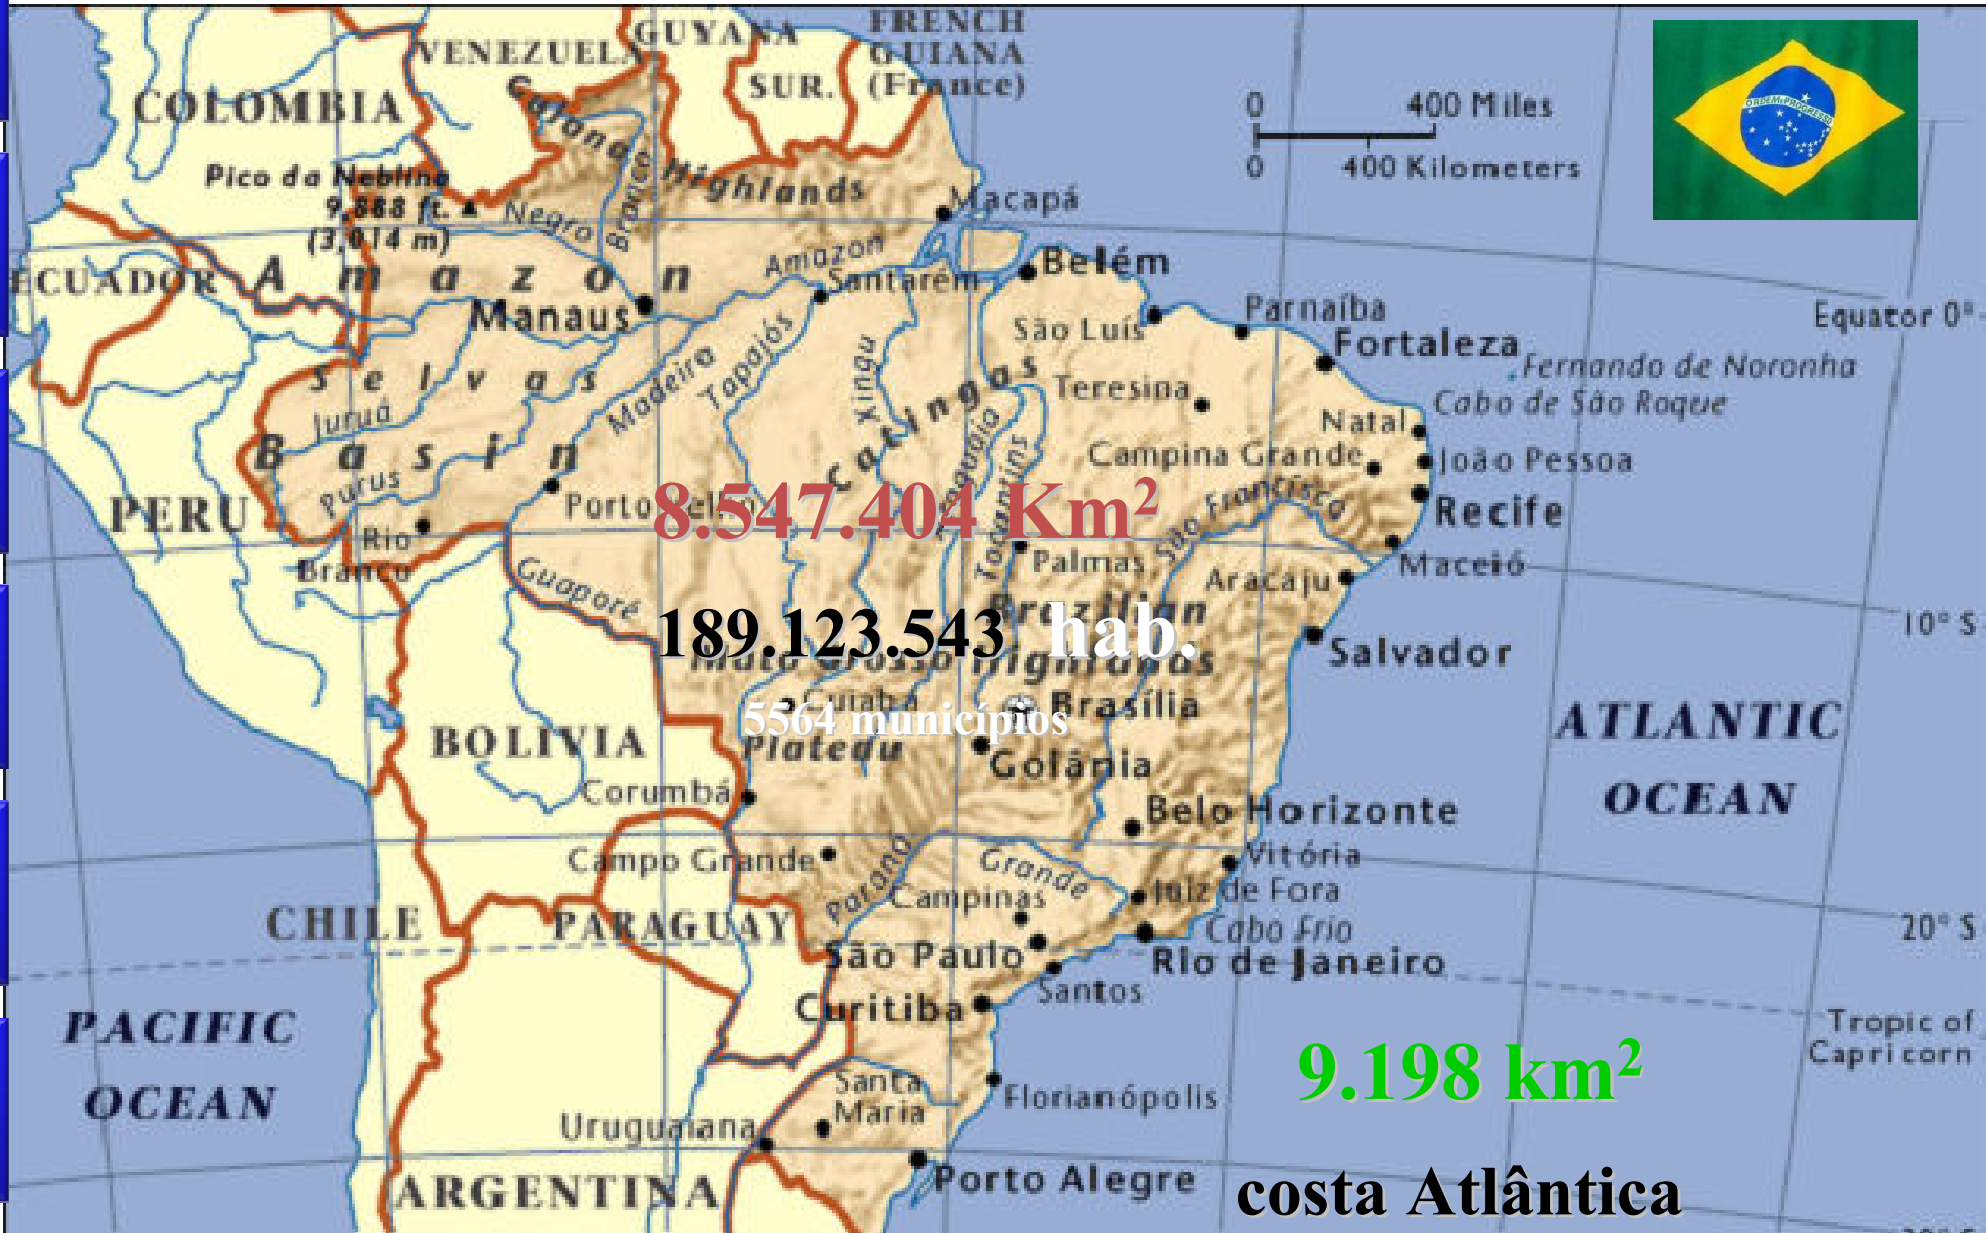 FRENCH
GUIANA
(France)
GUYANA
VENEZUELA
SUR.
COLOMBIA
0 400 Miles
0 400 Kilometers
ORDEM E PROGRESSO
Pico da Neblina
9,888 ft.
(3,014 m)
Negro
Branco
Highlands
Macapá
ECUADOR
Amazon
Amazon
Santarém
Belém
Manaus
Parnaíba
São Luís
Equator 0°
Fortaleza
Fernando de Noronha
Selvas
Madeira
Tapajós
Xingu
Catingas
Teresina
Cabo de São Roque
Juruá
Natal
Basin
Campina Grande
João Pessoa
Purus
PERU
Porto
8.547.404 Km²
Tocantins
São Francisco
Recife
Rio
Branco
Palmas
Maceió
Guaporé
Aracaju
Brazilian
10° S
189.123.543 hab.
Mato Grosso Highlands
Salvador
Cuiabá
5564 municípios
Brasília
ATLANTIC
OCEAN
BOLIVIA
Plateau
Goiânia
Corumbá
Belo Horizonte
Campo Grande
Paraná
Grande
Vitória
Campinas
Juiz de Fora
CHILE
PARAGUAY
Cabo Frio
20° S
São Paulo
Rio de Janeiro
Santos
Curitiba
PACIFIC
OCEAN
Tropic of
Capricorn
9.198 km²
Santa
Maria
Florianópolis
Uruguaiana
ARGENTINA
Porto Alegre
costa Atlântica